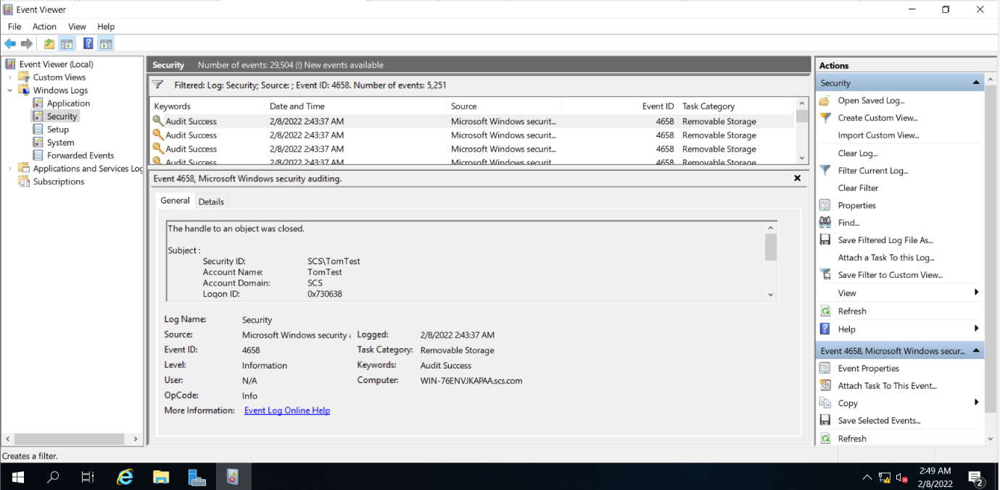 Event Viewer
File Action View Help
Event Viewer (Local)
Custom Views
Windows Logs
Application
Security
Setup
System
Forwarded Events
Applications and Services Log
Subscriptions
Security Number of events: 29,504 (!) New events available
Filtered: Log: Security; Source: ; Event ID: 4658. Number of events: 5,251
Keywords Date and Time Source Event ID Task Category
Audit Success 2/8/2022 2:43:37 AM Microsoft Windows securit... 4658 Removable Storage
Audit Success 2/8/2022 2:43:37 AM Microsoft Windows securit... 4658 Removable Storage
Audit Success 2/8/2022 2:43:37 AM Microsoft Windows securit... 4658 Removable Storage
Audit Success 2/8/2022 2:43:37 AM Microsoft Windows securit 4658 Removable Storage
Event 4658, Microsoft Windows security auditing.
General Details
The handle to an object was closed.
Subject :
Security ID: SCS\TomTest
Account Name: TomTest
Account Domain: SCS
Logon ID: 0x730638
Log Name: Security
Source: Microsoft Windows security Logged: 2/8/2022 2:43:37 AM
Event ID: 4658 Task Category: Removable Storage
Level: Information Keywords: Audit Success
User: N/A Computer: WIN-76ENVJKAPAA.scs.com
OpCode: Info
More Information: Event Log Online Help
Actions
Security
Open Saved Log...
Create Custom View...
Import Custom View...
Clear Log...
Filter Current Log...
Clear Filter
Properties
Find...
Save Filtered Log File As...
Attach a Task To this Log...
Save Filter to Custom View...
View
Refresh
Help
Event 4658, Microsoft Windows secur...
Event Properties
Attach Task To This Event...
Copy
Save Selected Events...
Refresh
Creates a filter.
2:49 AM
2/8/2022
2